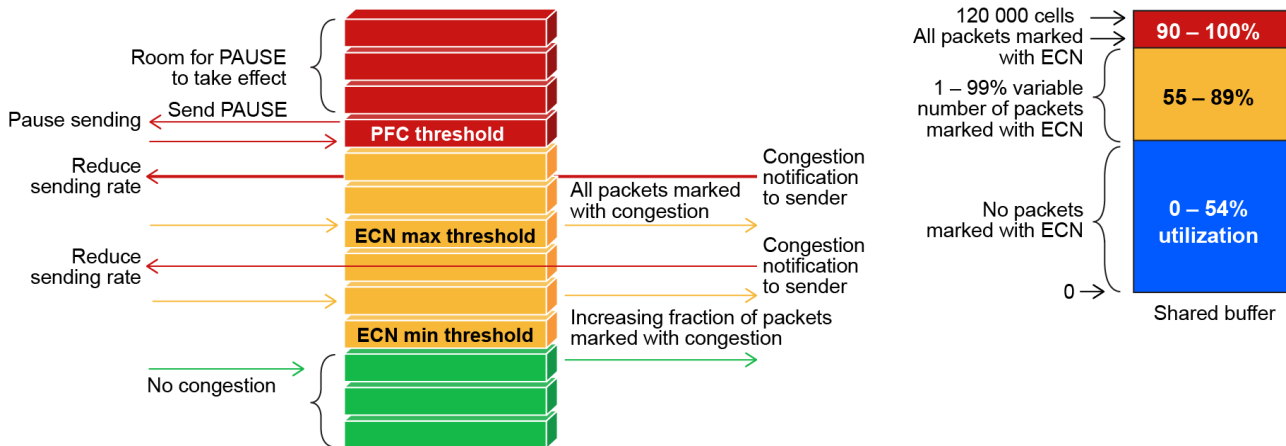 Room for PAUSE
to take effect
Send PAUSE
Pause sending
PFC threshold
Reduce
sending rate
All packets marked
with congestion
Congestion
notification
to sender
ECN max threshold
Reduce
sending rate
Congestion
notification
to sender
ECN min threshold
Increasing fraction of packets
marked with congestion
No congestion
120 000 cells
All packets marked
with ECN
90 – 100%
1 – 99% variable
number of packets
marked with ECN
55 – 89%
No packets
marked with ECN
0 – 54%
utilization
0
Shared buffer